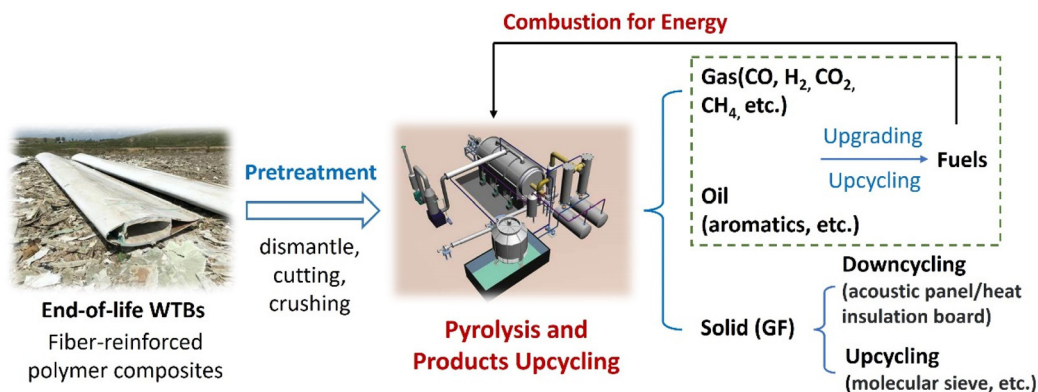 Combustion for Energy
End-of-life WTBs
Fiber-reinforced
polymer composites
Pretreatment
dismantle,
cutting,
crushing
Pyrolysis and
Products Upcycling
Gas(CO, H₂, CO₂,
CH₄, etc.)
Upgrading
Upcycling
Fuels
Oil
(aromatics, etc.)
Solid (GF)
Downcycling
(acoustic panel/heat
insulation board)
Upcycling
(molecular sieve, etc.)